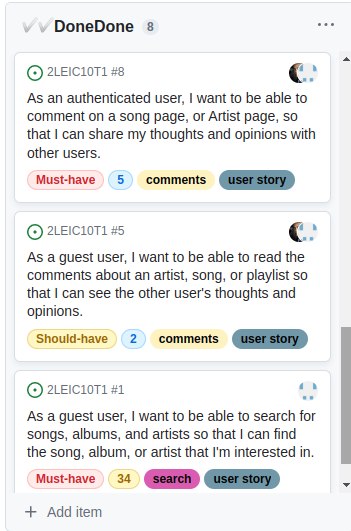 DoneDone 8
2LEIC10T1 #8
As an authenticated user, I want to be able to
comment on a song page, or Artist page, so
that I can share my thoughts and opinions with
other users.
Must-have 5 comments user story
2LEIC10T1 #5
As a guest user, I want to be able to read the
comments about an artist, song, or playlist so
that I can see the other user's thoughts and
opinions.
Should-have 2 comments user story
2LEIC10T1 #1
As a guest user, I want to be able to search for
songs, albums, and artists so that I can find
the song, album, or artist that I'm interested in.
Must-have 34 search user story
Add item